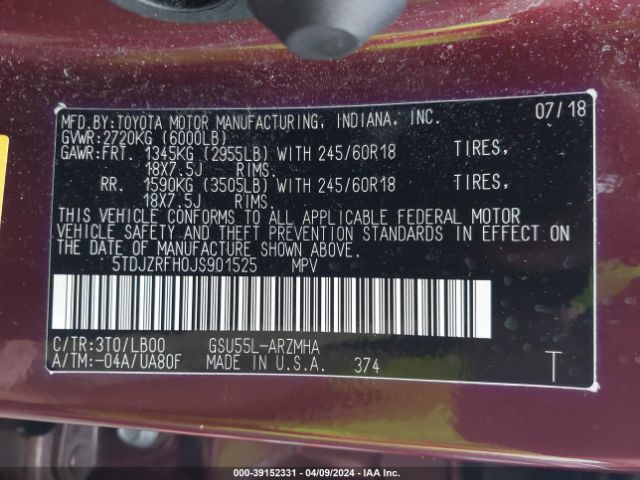 MFD.BY:TOYOTA MOTOR MANUFACTURING, INDIANA, INC. 07/18
GVWR:2720KG (6000LB)
GAWR:FRT. 1345KG (2955LB) WITH 245/60R18 TIRES,
18X7.5J RIMS.
RR. 1590KG (3505LB) WITH 245/60R18 TIRES,
18X7.5J RIMS.
THIS VEHICLE CONFORMS TO ALL APPLICABLE FEDERAL MOTOR
VEHICLE SAFETY AND THEFT PREVENTION STANDARDS IN EFFECT ON
THE DATE OF MANUFACTURE SHOWN ABOVE.
5TDJZRFH0JS901525 MPV
C/TR:3T0/LB00 GSU55L-ARZMHA
A/TM:-04A/UA80F MADE IN U.S.A. 374 T
000-39152331 - 04/09/2024 - IAA Inc.